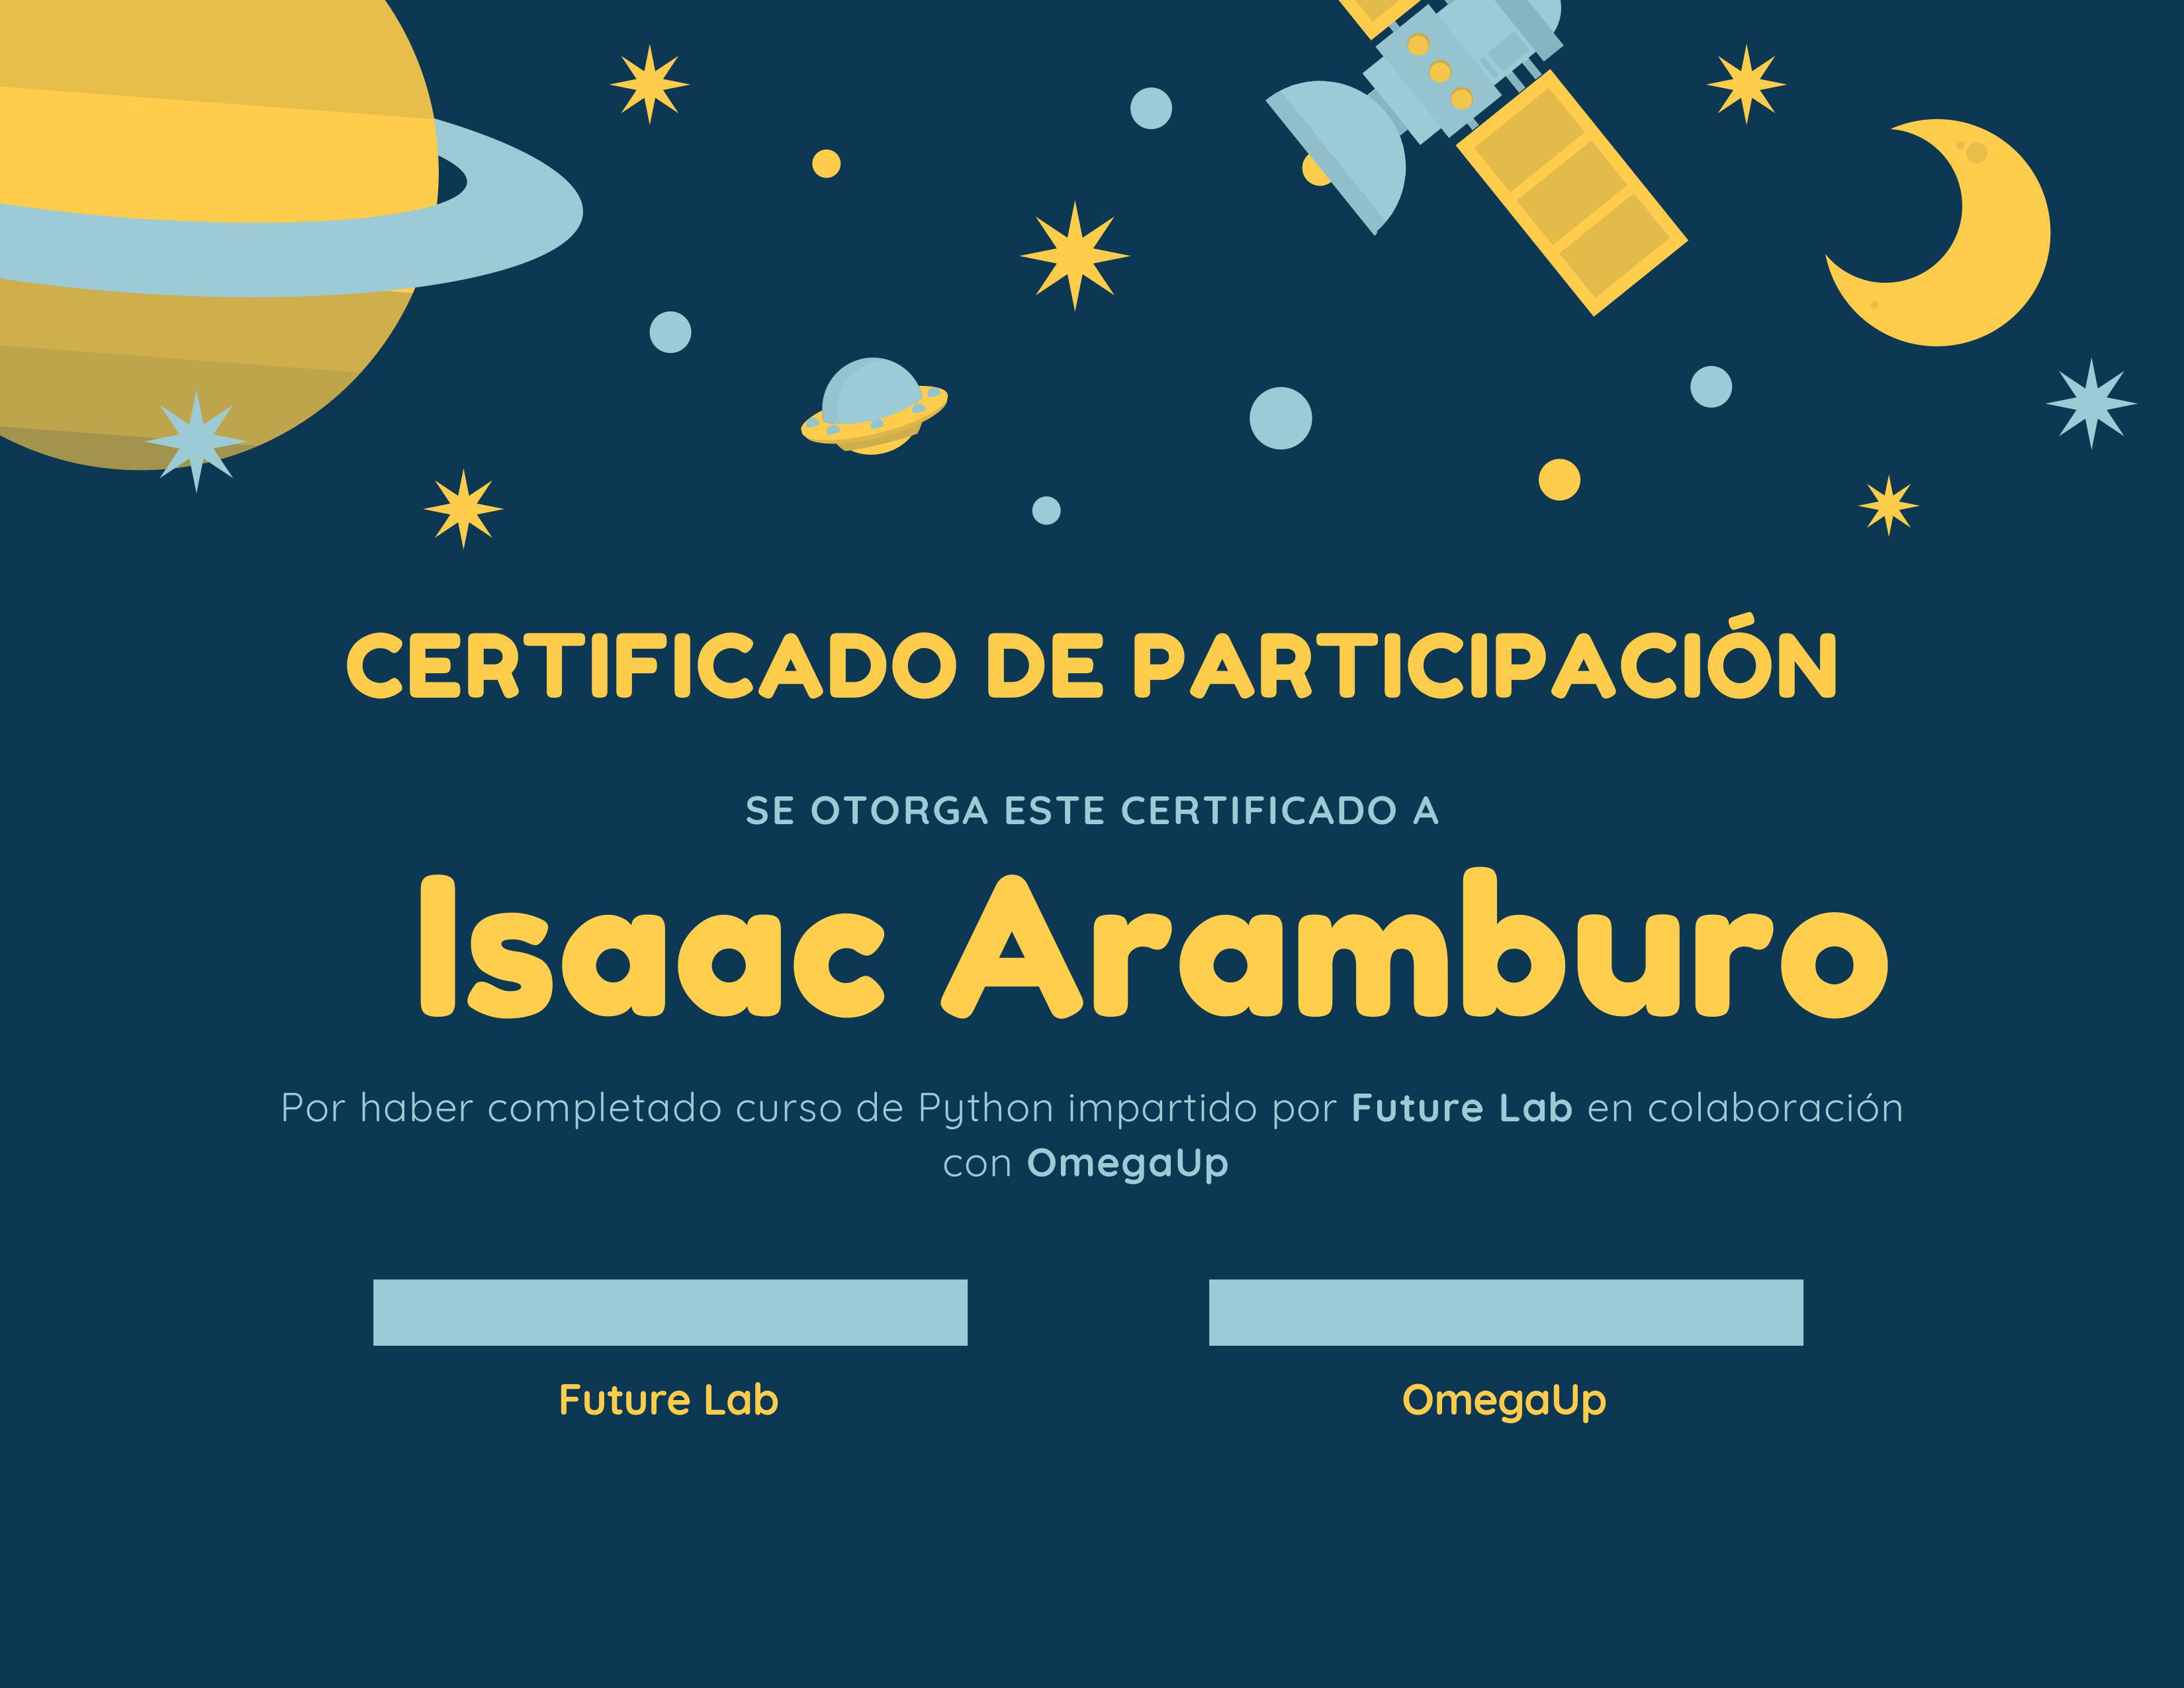 CERTIFICADO DE PARTICIPACIÓN
SE OTORGA ESTE CERTIFICADO A
Isaac Aramburo
Por haber completado curso de Python impartido por Future Lab en colaboración
con OmegaUp
Future Lab
OmegaUp